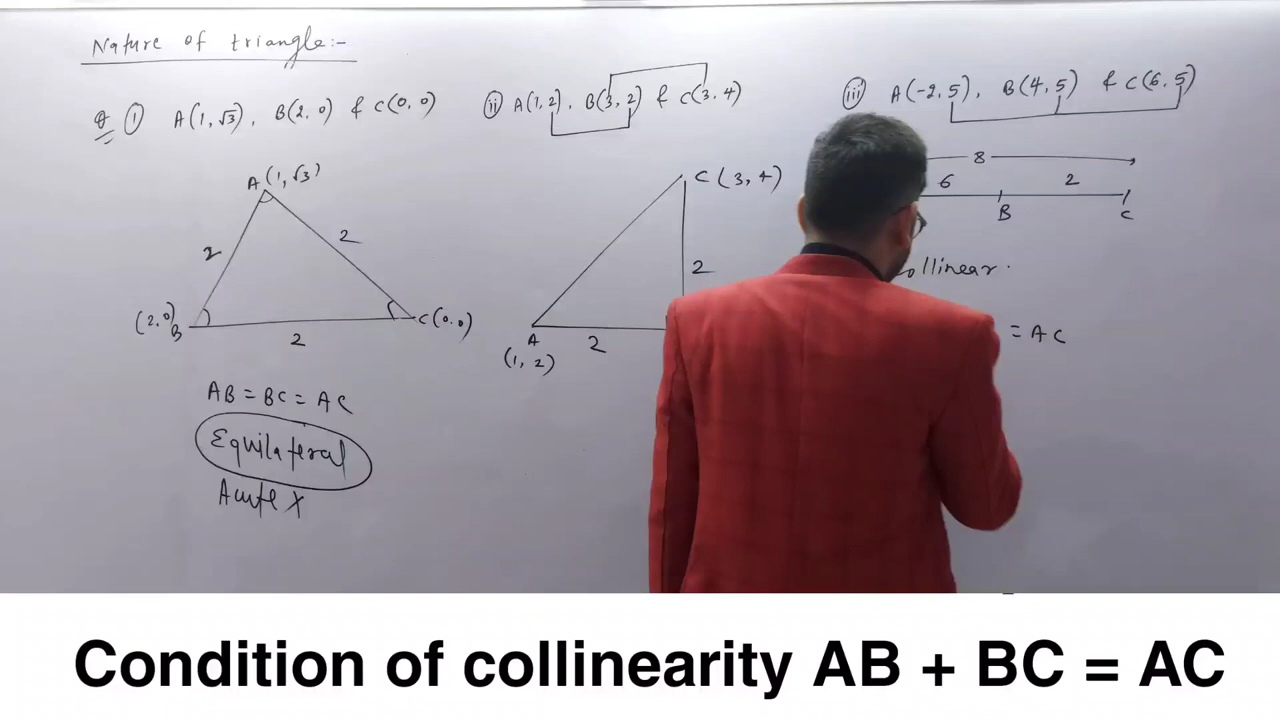 Nature of triangle:-
Q (i) A(1, √3), B(2, 0) & C(0, 0)
(ii) A(1, 2), B(3, 2) & C(3, 4)
(iii) A(-2, 5), B(4, 5) & C(6, 5)
A (1, √3)
2
2
(2, 0)
B
C (0, 0)
2
AB = BC = AC
Equilateral
Acute X
C (3, 4)
2
A
(1, 2)
2
8
6
2
B
C
ollinear.
= AC
Condition of collinearity AB + BC = AC